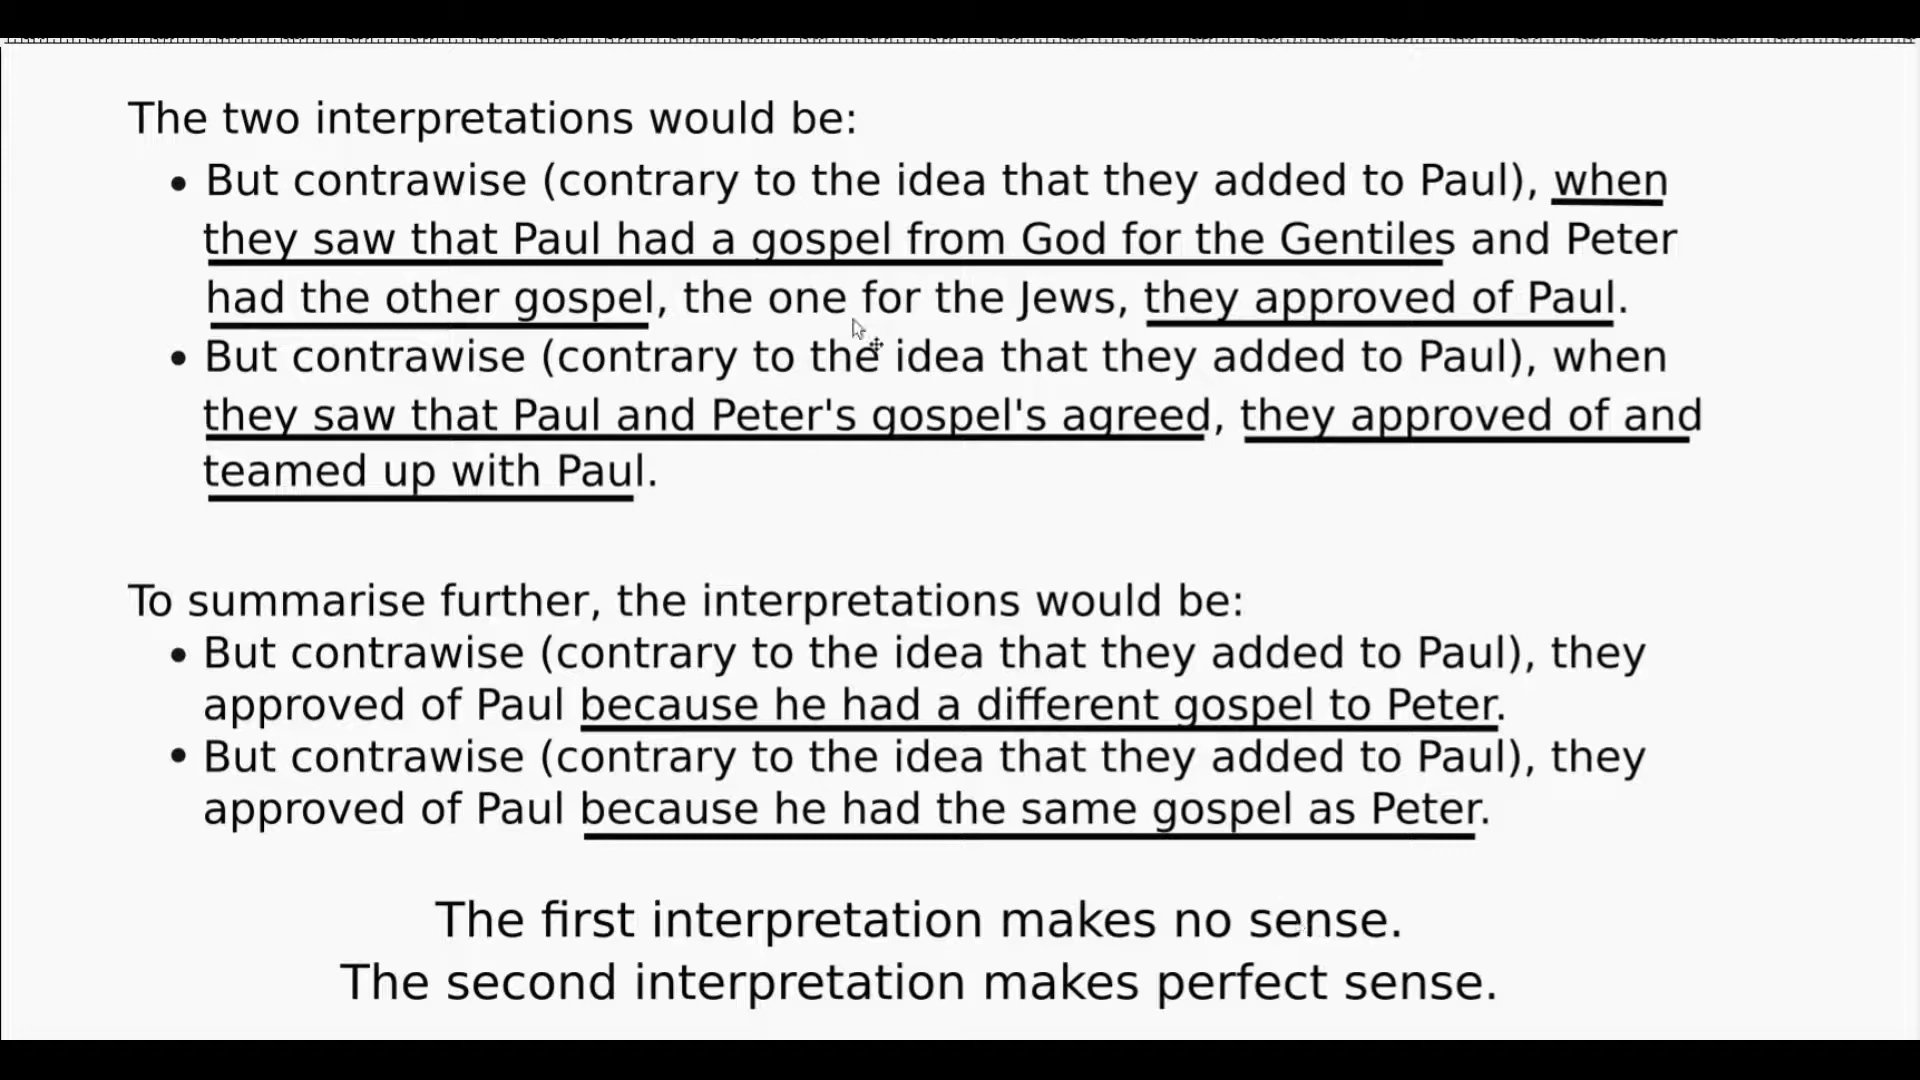 The two interpretations would be:
• But contrawise (contrary to the idea that they added to Paul), when
they saw that Paul had a gospel from God for the Gentiles and Peter
had the other gospel, the one for the Jews, they approved of Paul.
• But contrawise (contrary to the idea that they added to Paul), when
they saw that Paul and Peter's gospel's agreed, they approved of and
teamed up with Paul.
To summarise further, the interpretations would be:
• But contrawise (contrary to the idea that they added to Paul), they
approved of Paul because he had a different gospel to Peter.
• But contrawise (contrary to the idea that they added to Paul), they
approved of Paul because he had the same gospel as Peter.
The first interpretation makes no sense.
The second interpretation makes perfect sense.